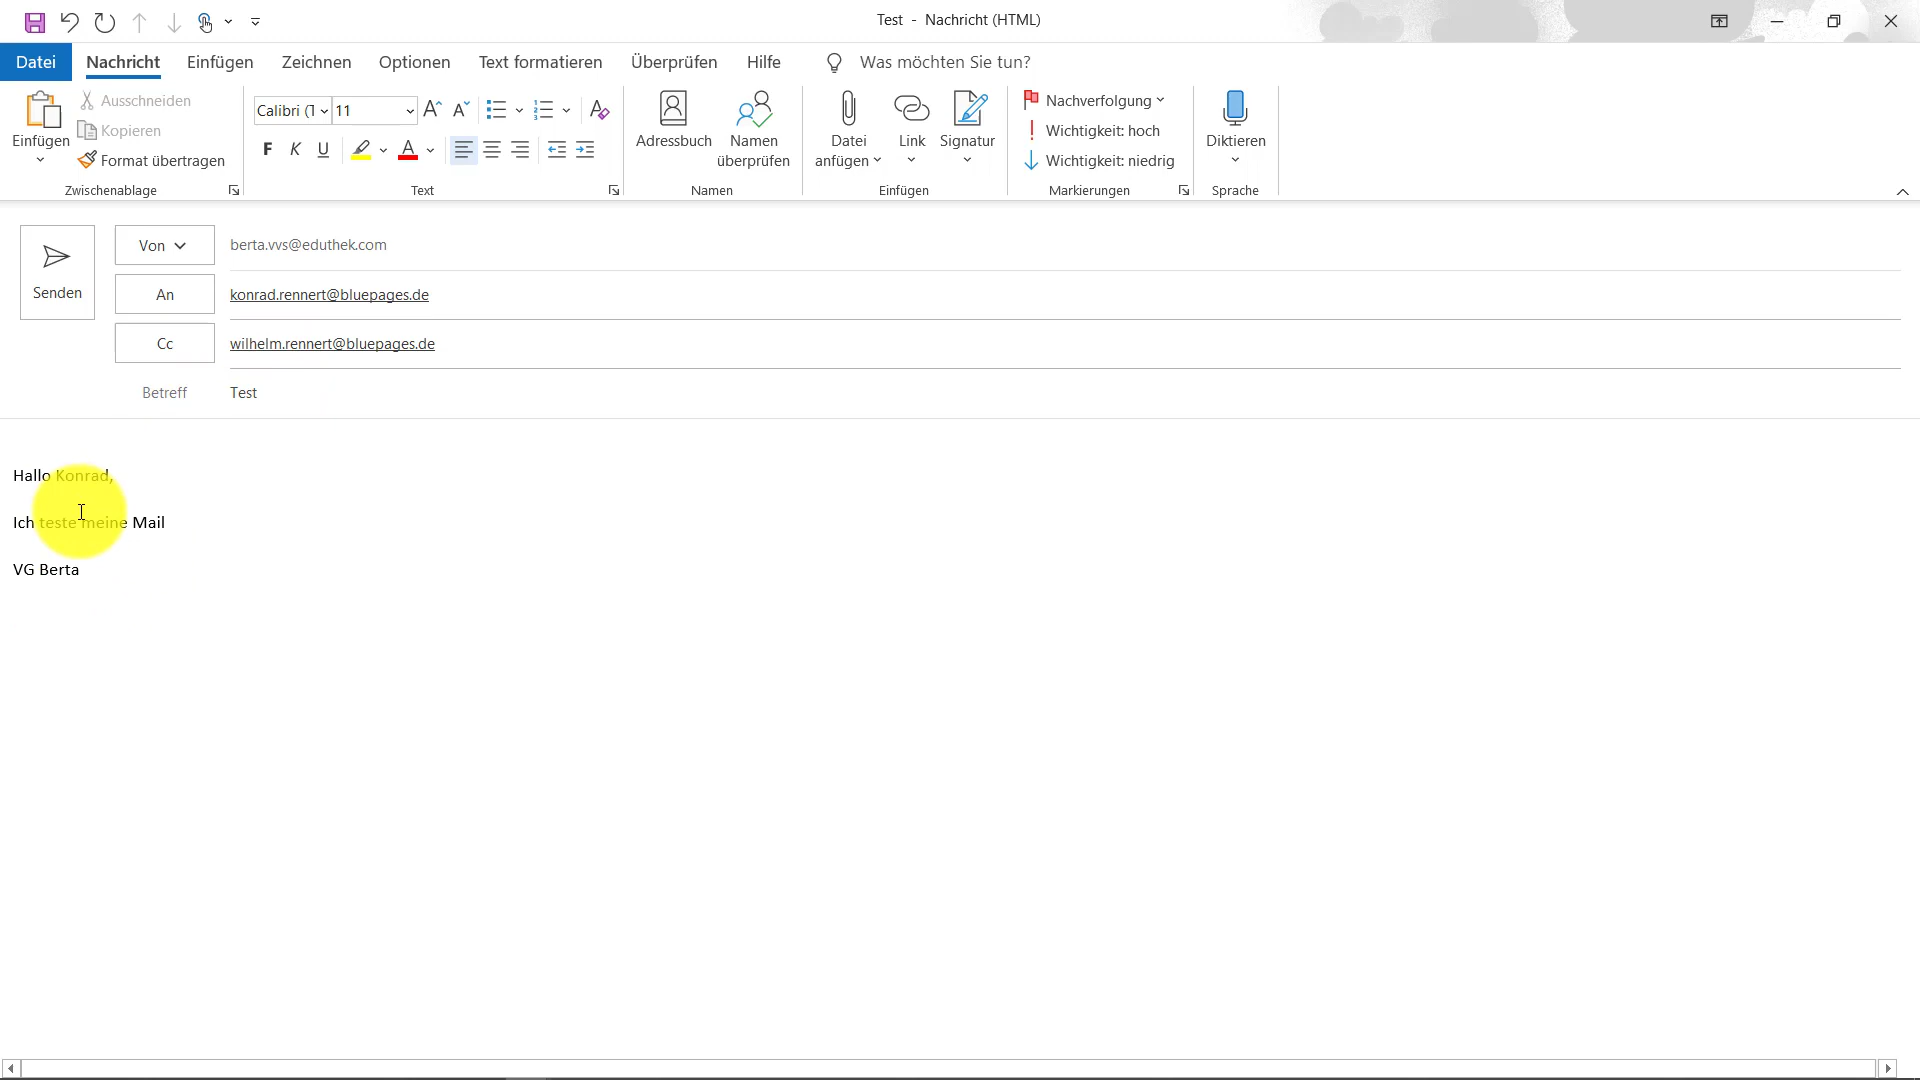 Test - Nachricht (HTML)
Datei Nachricht Einfügen Zeichnen Optionen Text formatieren Überprüfen Hilfe Was möchten Sie tun?
Einfügen
Ausschneiden
Kopieren
Format übertragen
Zwischenablage
Calibri (T 11
F K U
Text
Adressbuch
Namen
überprüfen
Namen
Datei
anfügen
Link
Signatur
Einfügen
Nachverfolgung
Wichtigkeit: hoch
Wichtigkeit: niedrig
Markierungen
Diktieren
Sprache
Senden
Von berta.vvs@eduthek.com
An konrad.rennert@bluepages.de
Cc wilhelm.rennert@bluepages.de
Betreff Test
Hallo Konrad,
Ich teste meine Mail
VG Berta